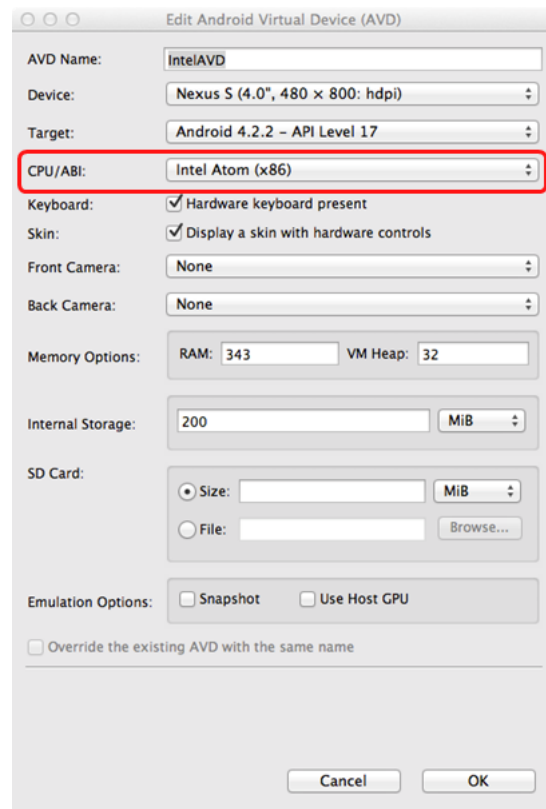 Edit Android Virtual Device (AVD)
AVD Name: IntelAVD
Device: Nexus S (4.0", 480 × 800: hdpi)
Target: Android 4.2.2 – API Level 17
CPU/ABI: Intel Atom (x86)
Keyboard: Hardware keyboard present
Skin: Display a skin with hardware controls
Front Camera: None
Back Camera: None
Memory Options: RAM: 343 VM Heap: 32
Internal Storage: 200 MiB
SD Card:
Size: MiB
File: Browse...
Emulation Options: Snapshot Use Host GPU
Override the existing AVD with the same name
Cancel OK